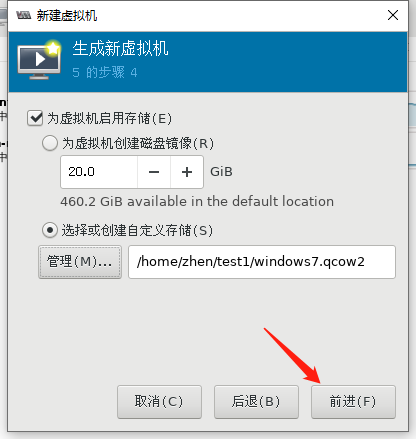 新建虚拟机
生成新虚拟机
5 的步骤 4
为虚拟机启用存储(E)
为虚拟机创建磁盘镜像(R)
20.0 − + GiB
460.2 GiB available in the default location
选择或创建自定义存储(S)
管理(M)... /home/zhen/test1/windows7.qcow2
取消(C) 后退(B) 前进(F)